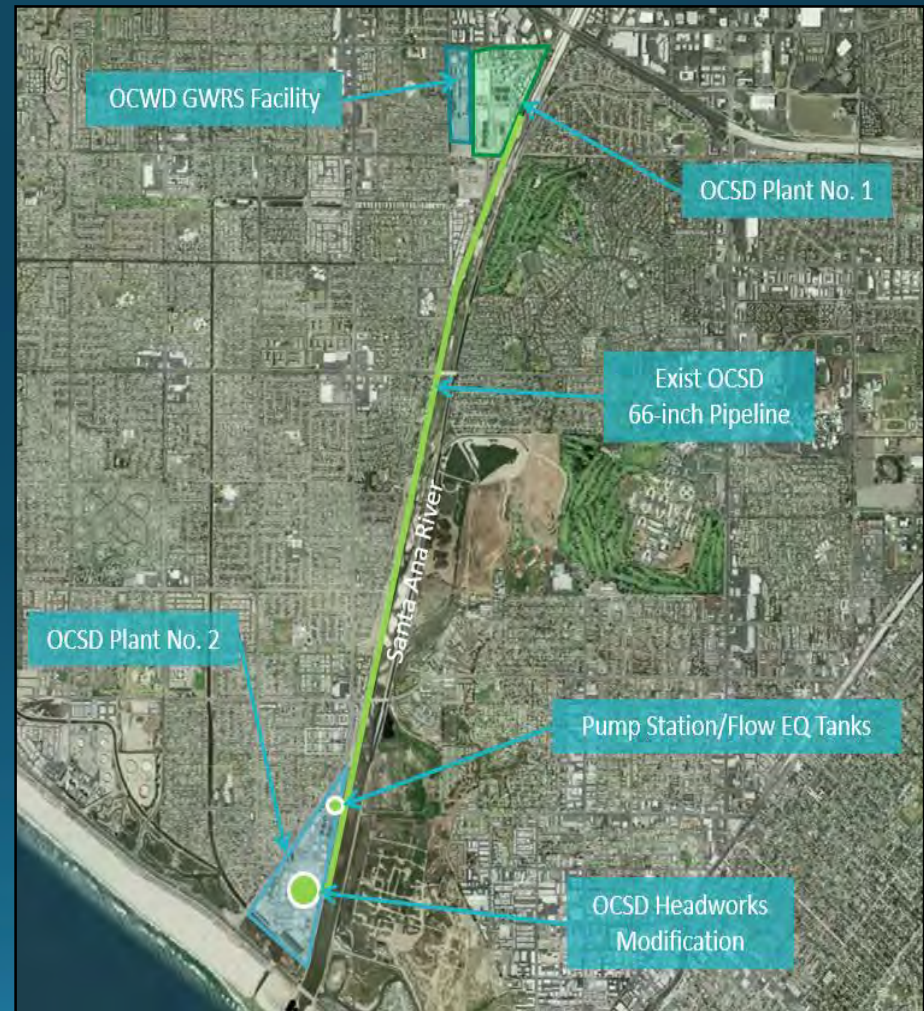 OCWD GWRS Facility
OCSD Plant No. 1
Exist OCSD
66-inch Pipeline
Santa Ana River
OCSD Plant No. 2
Pump Station/Flow EQ Tanks
OCSD Headworks
Modification